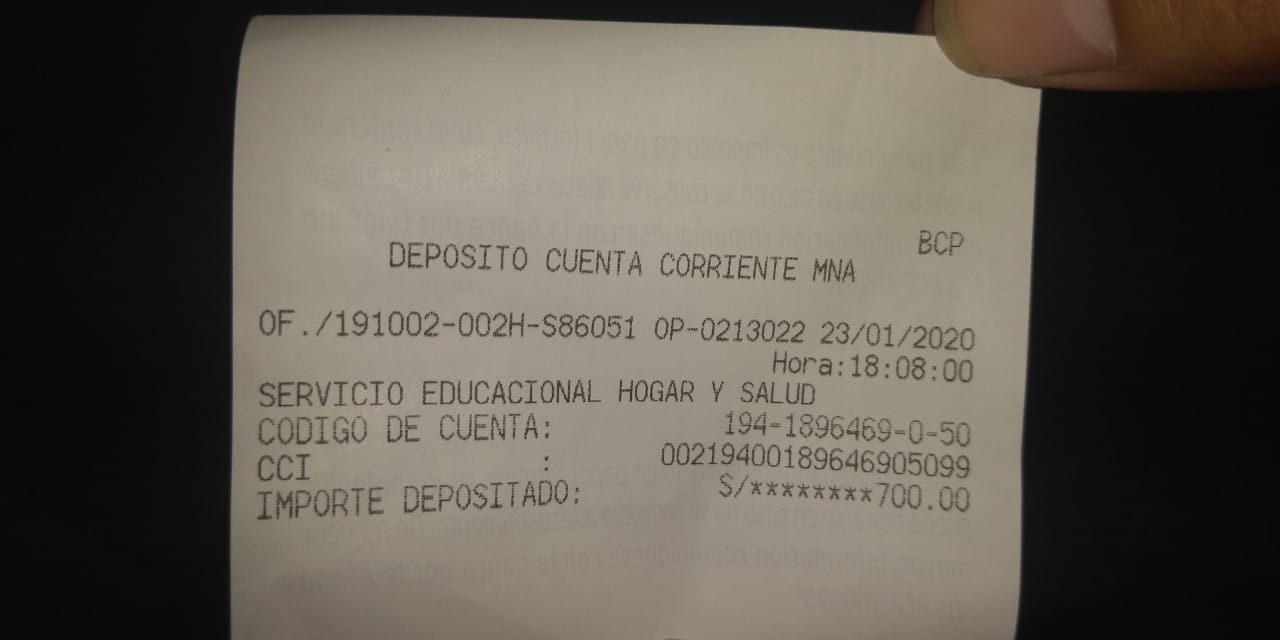 BCP
DEPOSITO CUENTA CORRIENTE MNA
OF./191002-002H-S86051 OP-0213022 23/01/2020
Hora:18:08:00
SERVICIO EDUCACIONAL HOGAR Y SALUD
CODIGO DE CUENTA: 194-1896469-0-50
CCI : 00219400189646905099
IMPORTE DEPOSITADO: S/********700.00